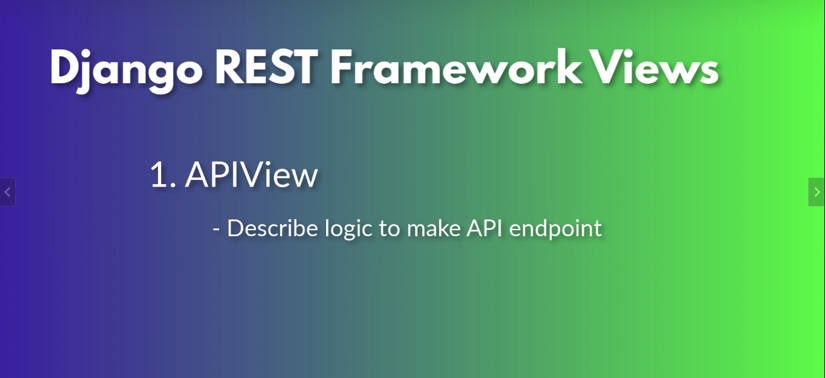 Django REST Framework Views
1. APIView
- Describe logic to make API endpoint